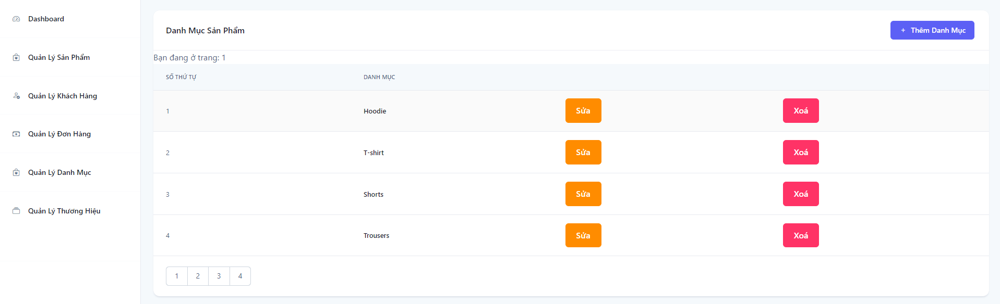 Dashboard
Quản Lý Sản Phẩm
Quản Lý Khách Hàng
Quản Lý Đơn Hàng
Quản Lý Danh Mục
Quản Lý Thương Hiệu
Danh Mục Sản Phẩm
+ Thêm Danh Mục
Bạn đang ở trang: 1
SỐ THỨ TỰ DANH MỤC
1 Hoodie Sửa Xoá
2 T-shirt Sửa Xoá
3 Shorts Sửa Xoá
4 Trousers Sửa Xoá
1 2 3 4